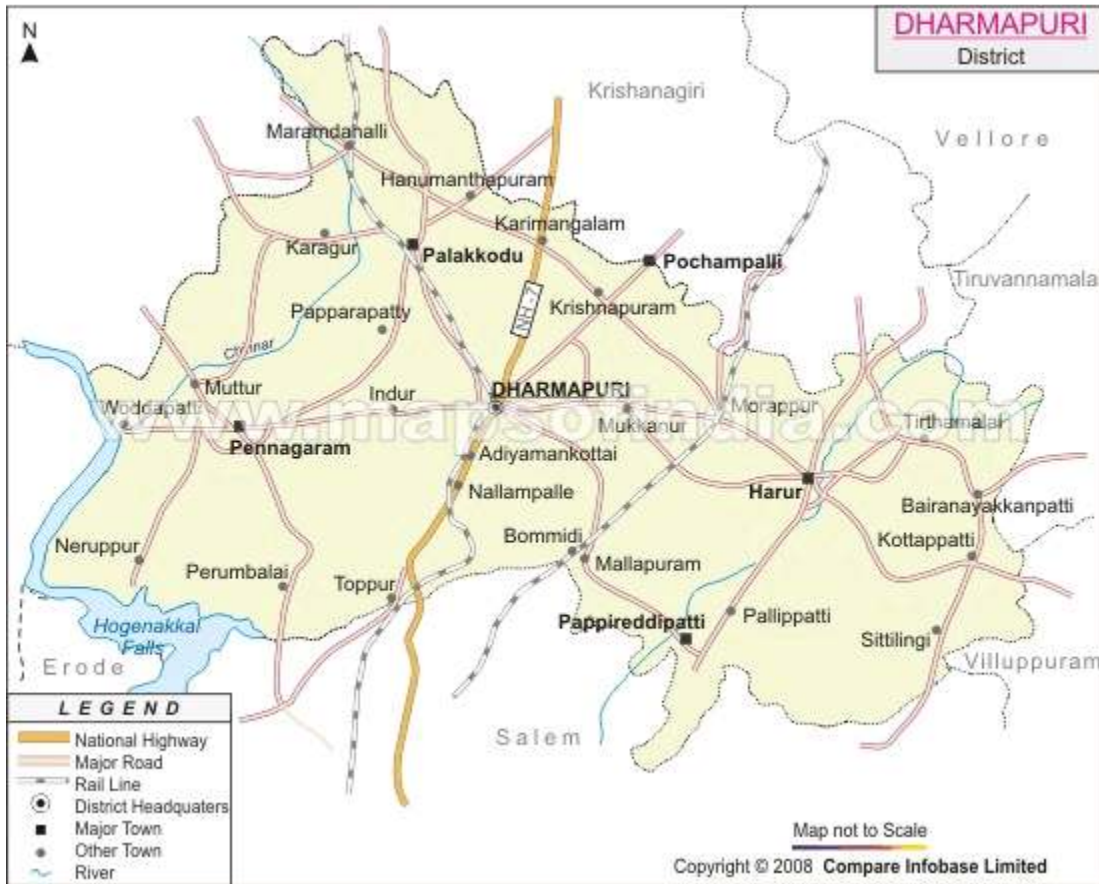 N
DHARMAPURI
District
Krishanagiri
Vellore
Maramdahalli
Hanumanthapuram
Karimangalam
Karagur
Palakkodu
Pochampalli
Tiruvannamala
Krishnapuram
NH-7
Papparapatty
Chinnar
Muttur
Indur
DHARMAPURI
Woddapatti
www.mapsofindia.com
Morappur
Mukkanur
Tirthamalai
Pennagaram
Adiyamankottai
Nallampalle
Harur
Bairanayakkanpatti
Bommidi
Kottappatti
Neruppur
Perumbalai
Mallapuram
Toppur
Pappireddipatti
Pallippatti
Hogenakkal
Falls
Sittilingi
Erode
Villuppuram
Salem
LEGEND
National Highway
Major Road
Rail Line
District Headquaters
Major Town
Other Town
River
Map not to Scale
Copyright © 2008 Compare Infobase Limited